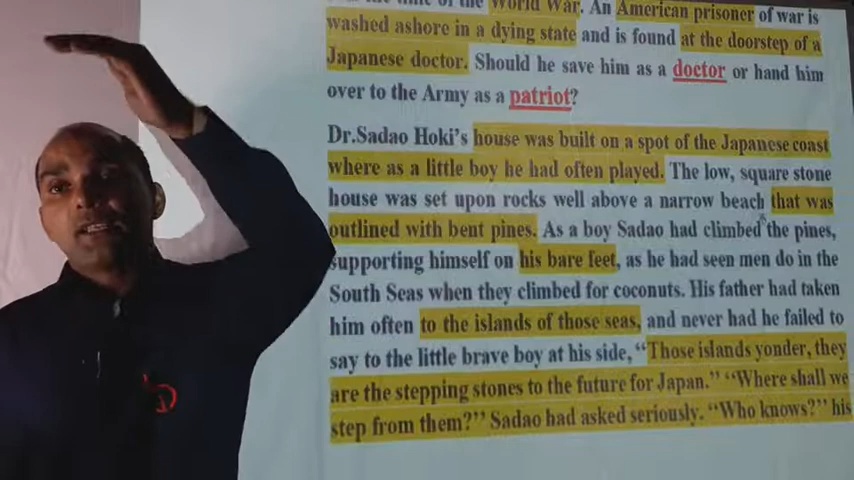 World War. An American prisoner of war is
washed ashore in a dying state and is found at the doorstep of a
Japanese doctor. Should he save him as a doctor or hand him
over to the Army as a patriot?
Dr.Sadao Hoki's house was built on a spot of the Japanese coast
where as a little boy he had often played. The low, square stone
house was set upon rocks well above a narrow beach that was
outlined with bent pines. As a boy Sadao had climbed the pines,
supporting himself on his bare feet, as he had seen men do in the
South Seas when they climbed for coconuts. His father had taken
him often to the islands of those seas, and never had he failed to
say to the little brave boy at his side, “Those islands yonder, they
are the stepping stones to the future for Japan.” “Where shall we
step from them?” Sadao had asked seriously. “Who knows?” his